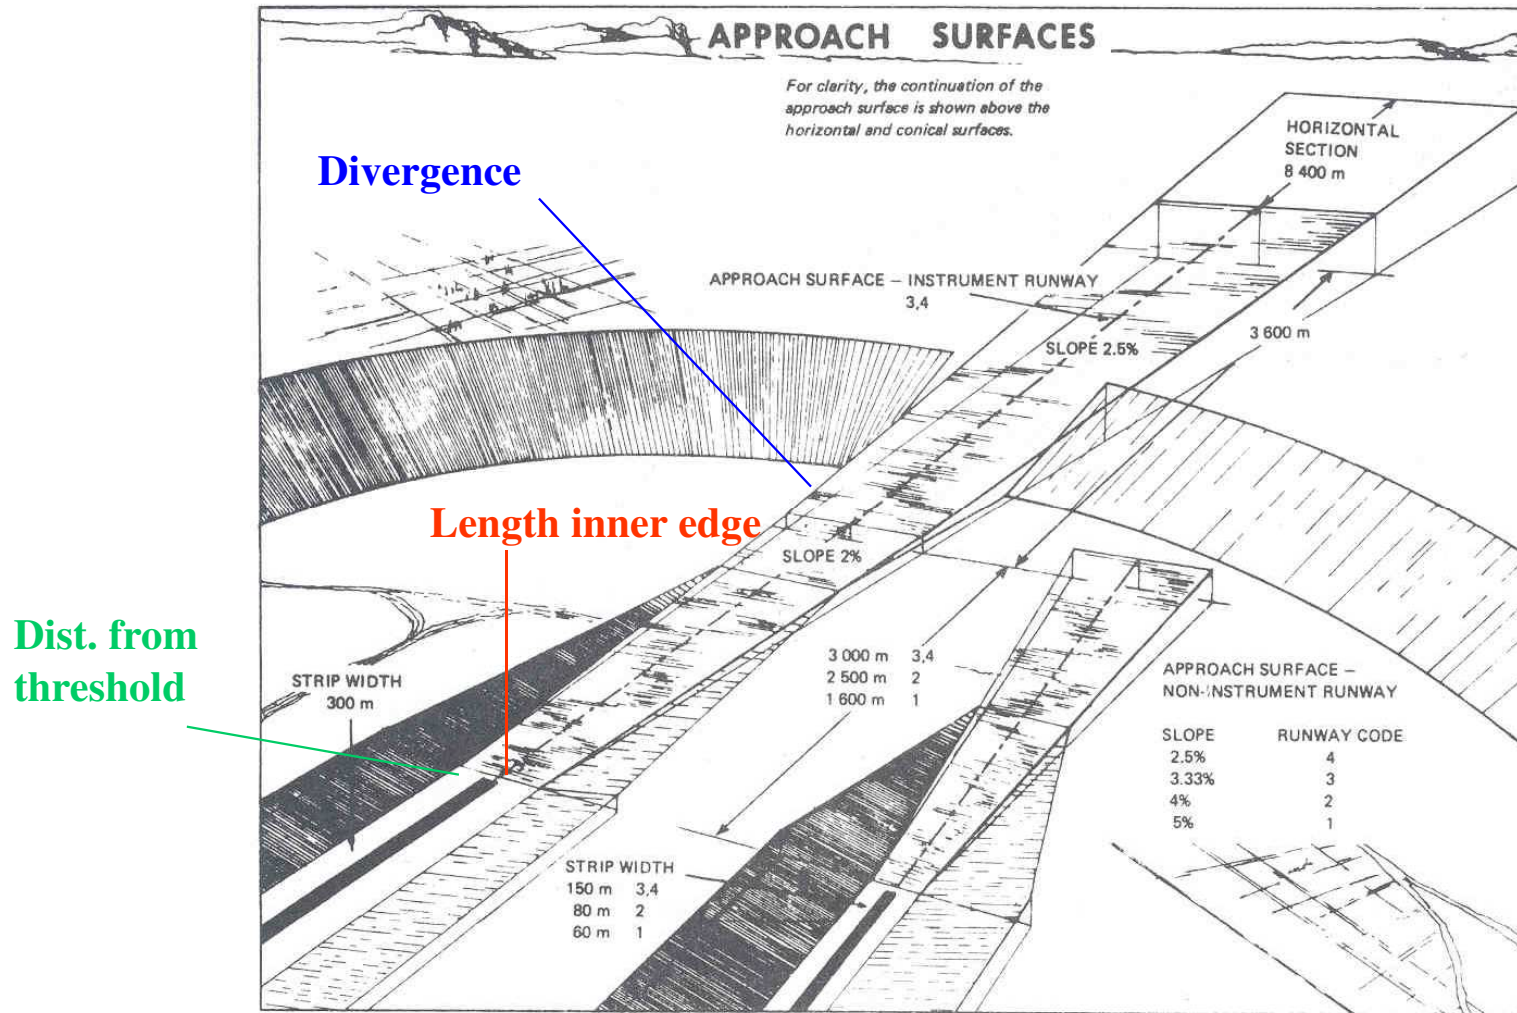 APPROACH SURFACES
For clarity, the continuation of the
approach surface is shown above the
horizontal and conical surfaces.
HORIZONTAL
SECTION
8 400 m
Divergence
APPROACH SURFACE – INSTRUMENT RUNWAY
3,4
3 600 m
SLOPE 2.5%
Length inner edge
SLOPE 2%
Dist. from
threshold
STRIP WIDTH
300 m
3 000 m 3,4
2 500 m 2
1 600 m 1
APPROACH SURFACE –
NON-INSTRUMENT RUNWAY
SLOPE RUNWAY CODE
2.5% 4
3.33% 3
4% 2
5% 1
STRIP WIDTH
150 m 3,4
80 m 2
60 m 1